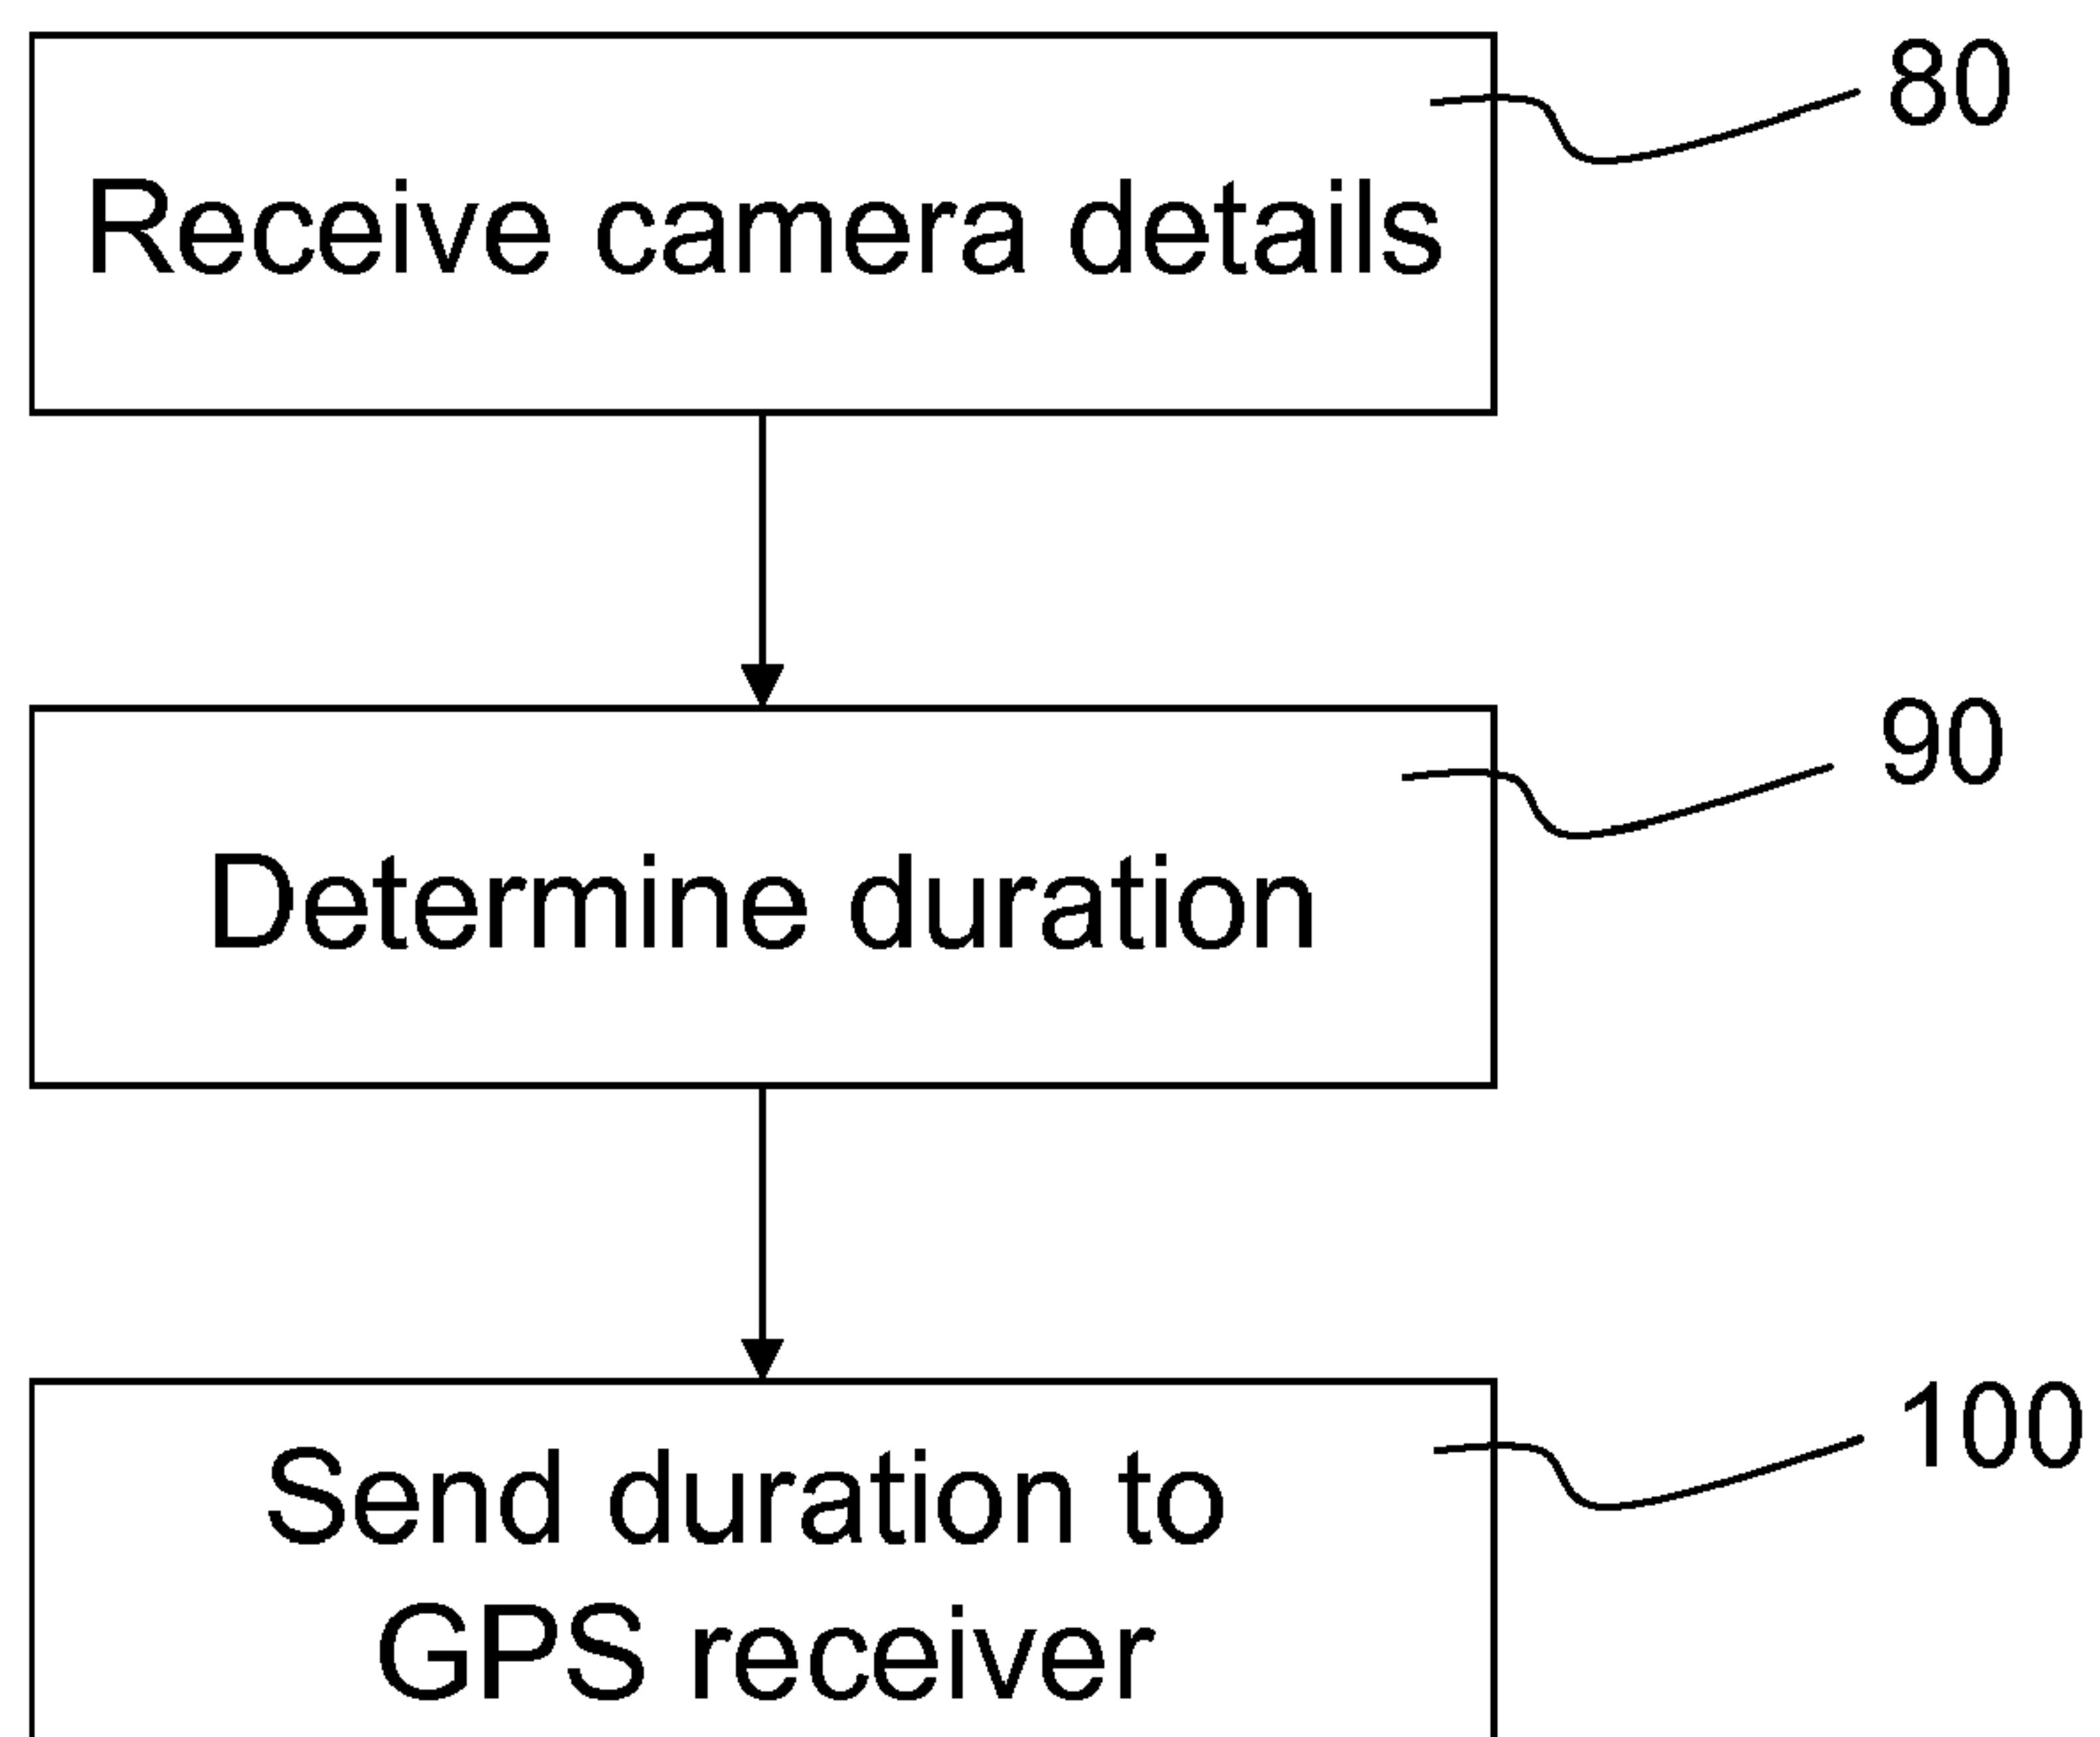 80
Receive camera details
90
Determine duration
100
Send duration to
GPS receiver